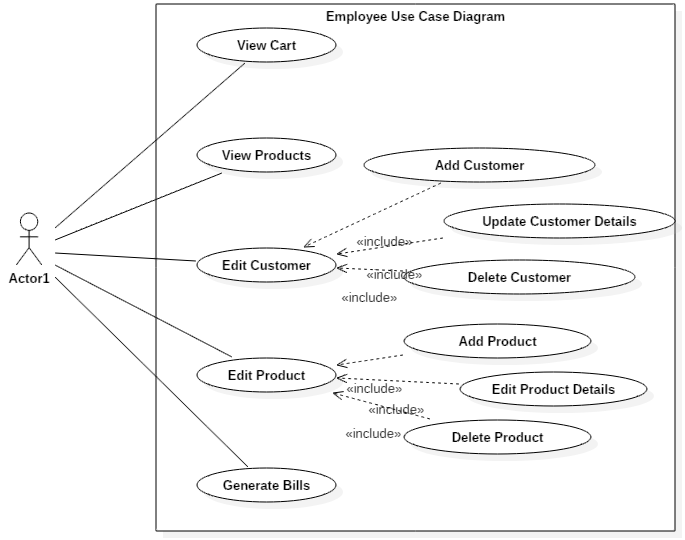 Employee Use Case Diagram
View Cart
View Products
Add Customer
Update Customer Details
«include»
Edit Customer
«include»
Delete Customer
Actor1
«include»
Add Product
Edit Product
«include»
Edit Product Details
«include»
«include»
Delete Product
Generate Bills